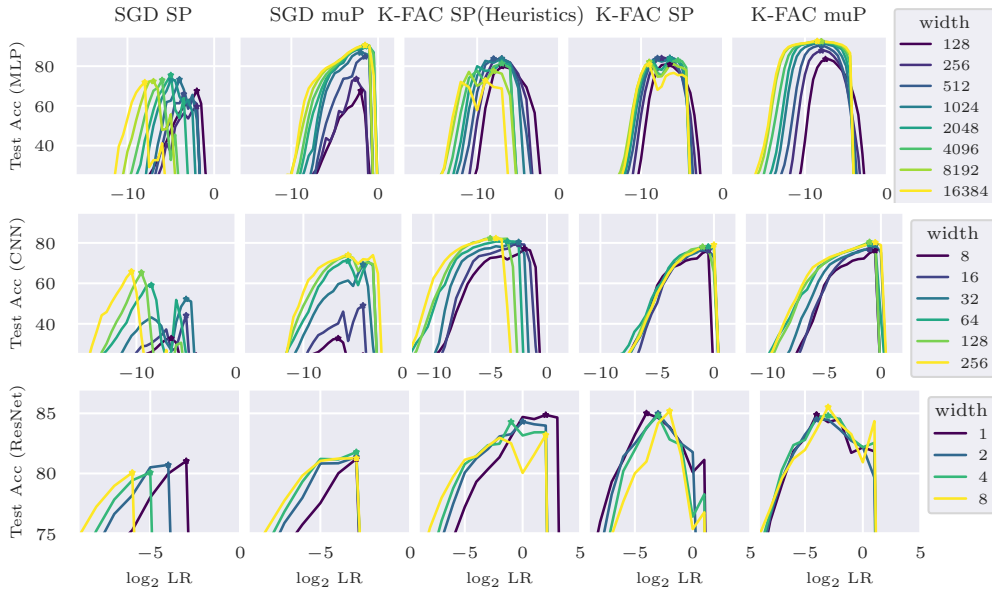 SGD SP SGD muP K-FAC SP(Heuristics) K-FAC SP K-FAC muP
Test Acc (MLP)
80
60
40
−10 0 −10 0 −10 0 −10 0 −10 0
width
128
256
512
1024
2048
4096
8192
16384
Test Acc (CNN)
80
60
40
−10 0 −10 0 −10 −5 0 −10 −5 0 −10 −5 0
width
8
16
32
64
128
256
Test Acc (ResNet)
85
80
75
−5 0 −5 0 −5 0 5 −5 0 5 −5 0 5
width
1
2
4
8
log₂ LR log₂ LR log₂ LR log₂ LR log₂ LR